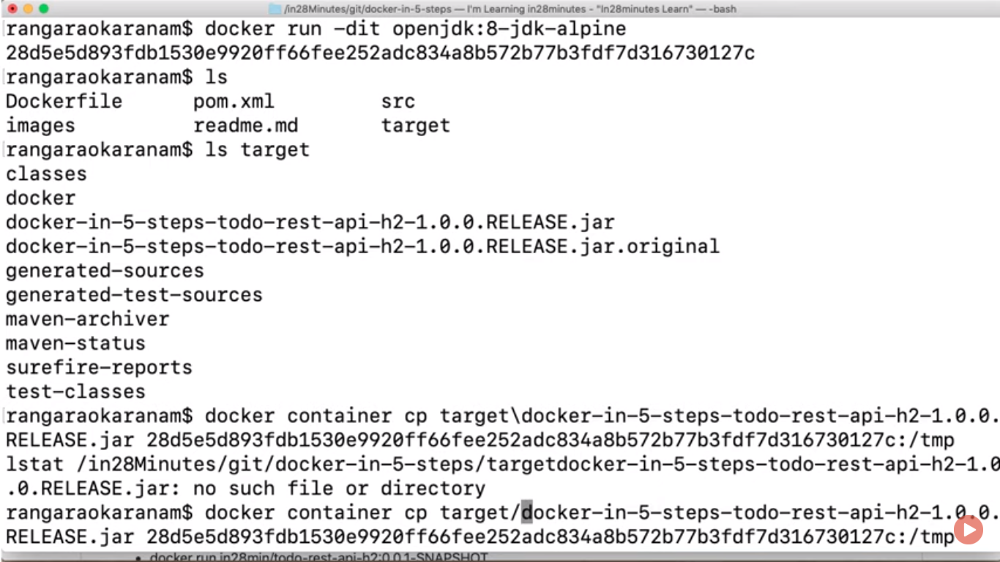 /in28Minutes/git/docker-in-5-steps — I'm Learning in28minutes - "In28minutes Learn" — -bash
rangaraokaranam$ docker run -dit openjdk:8-jdk-alpine
28d5e5d893fdb1530e9920ff66fee252adc834a8b572b77b3fdf7d316730127c
rangaraokaranam$ ls
Dockerfile pom.xml src
images readme.md target
rangaraokaranam$ ls target
classes
docker
docker-in-5-steps-todo-rest-api-h2-1.0.0.RELEASE.jar
docker-in-5-steps-todo-rest-api-h2-1.0.0.RELEASE.jar.original
generated-sources
generated-test-sources
maven-archiver
maven-status
surefire-reports
test-classes
rangaraokaranam$ docker container cp target\docker-in-5-steps-todo-rest-api-h2-1.0.0.
RELEASE.jar 28d5e5d893fdb1530e9920ff66fee252adc834a8b572b77b3fdf7d316730127c:/tmp
lstat /in28Minutes/git/docker-in-5-steps/targetdocker-in-5-steps-todo-rest-api-h2-1.0
.0.RELEASE.jar: no such file or directory
rangaraokaranam$ docker container cp target/docker-in-5-steps-todo-rest-api-h2-1.0.0.
RELEASE.jar 28d5e5d893fdb1530e9920ff66fee252adc834a8b572b77b3fdf7d316730127c:/tmp
docker run in28min/todo-rest-api-h2:0.0.1-SNAPSHOT